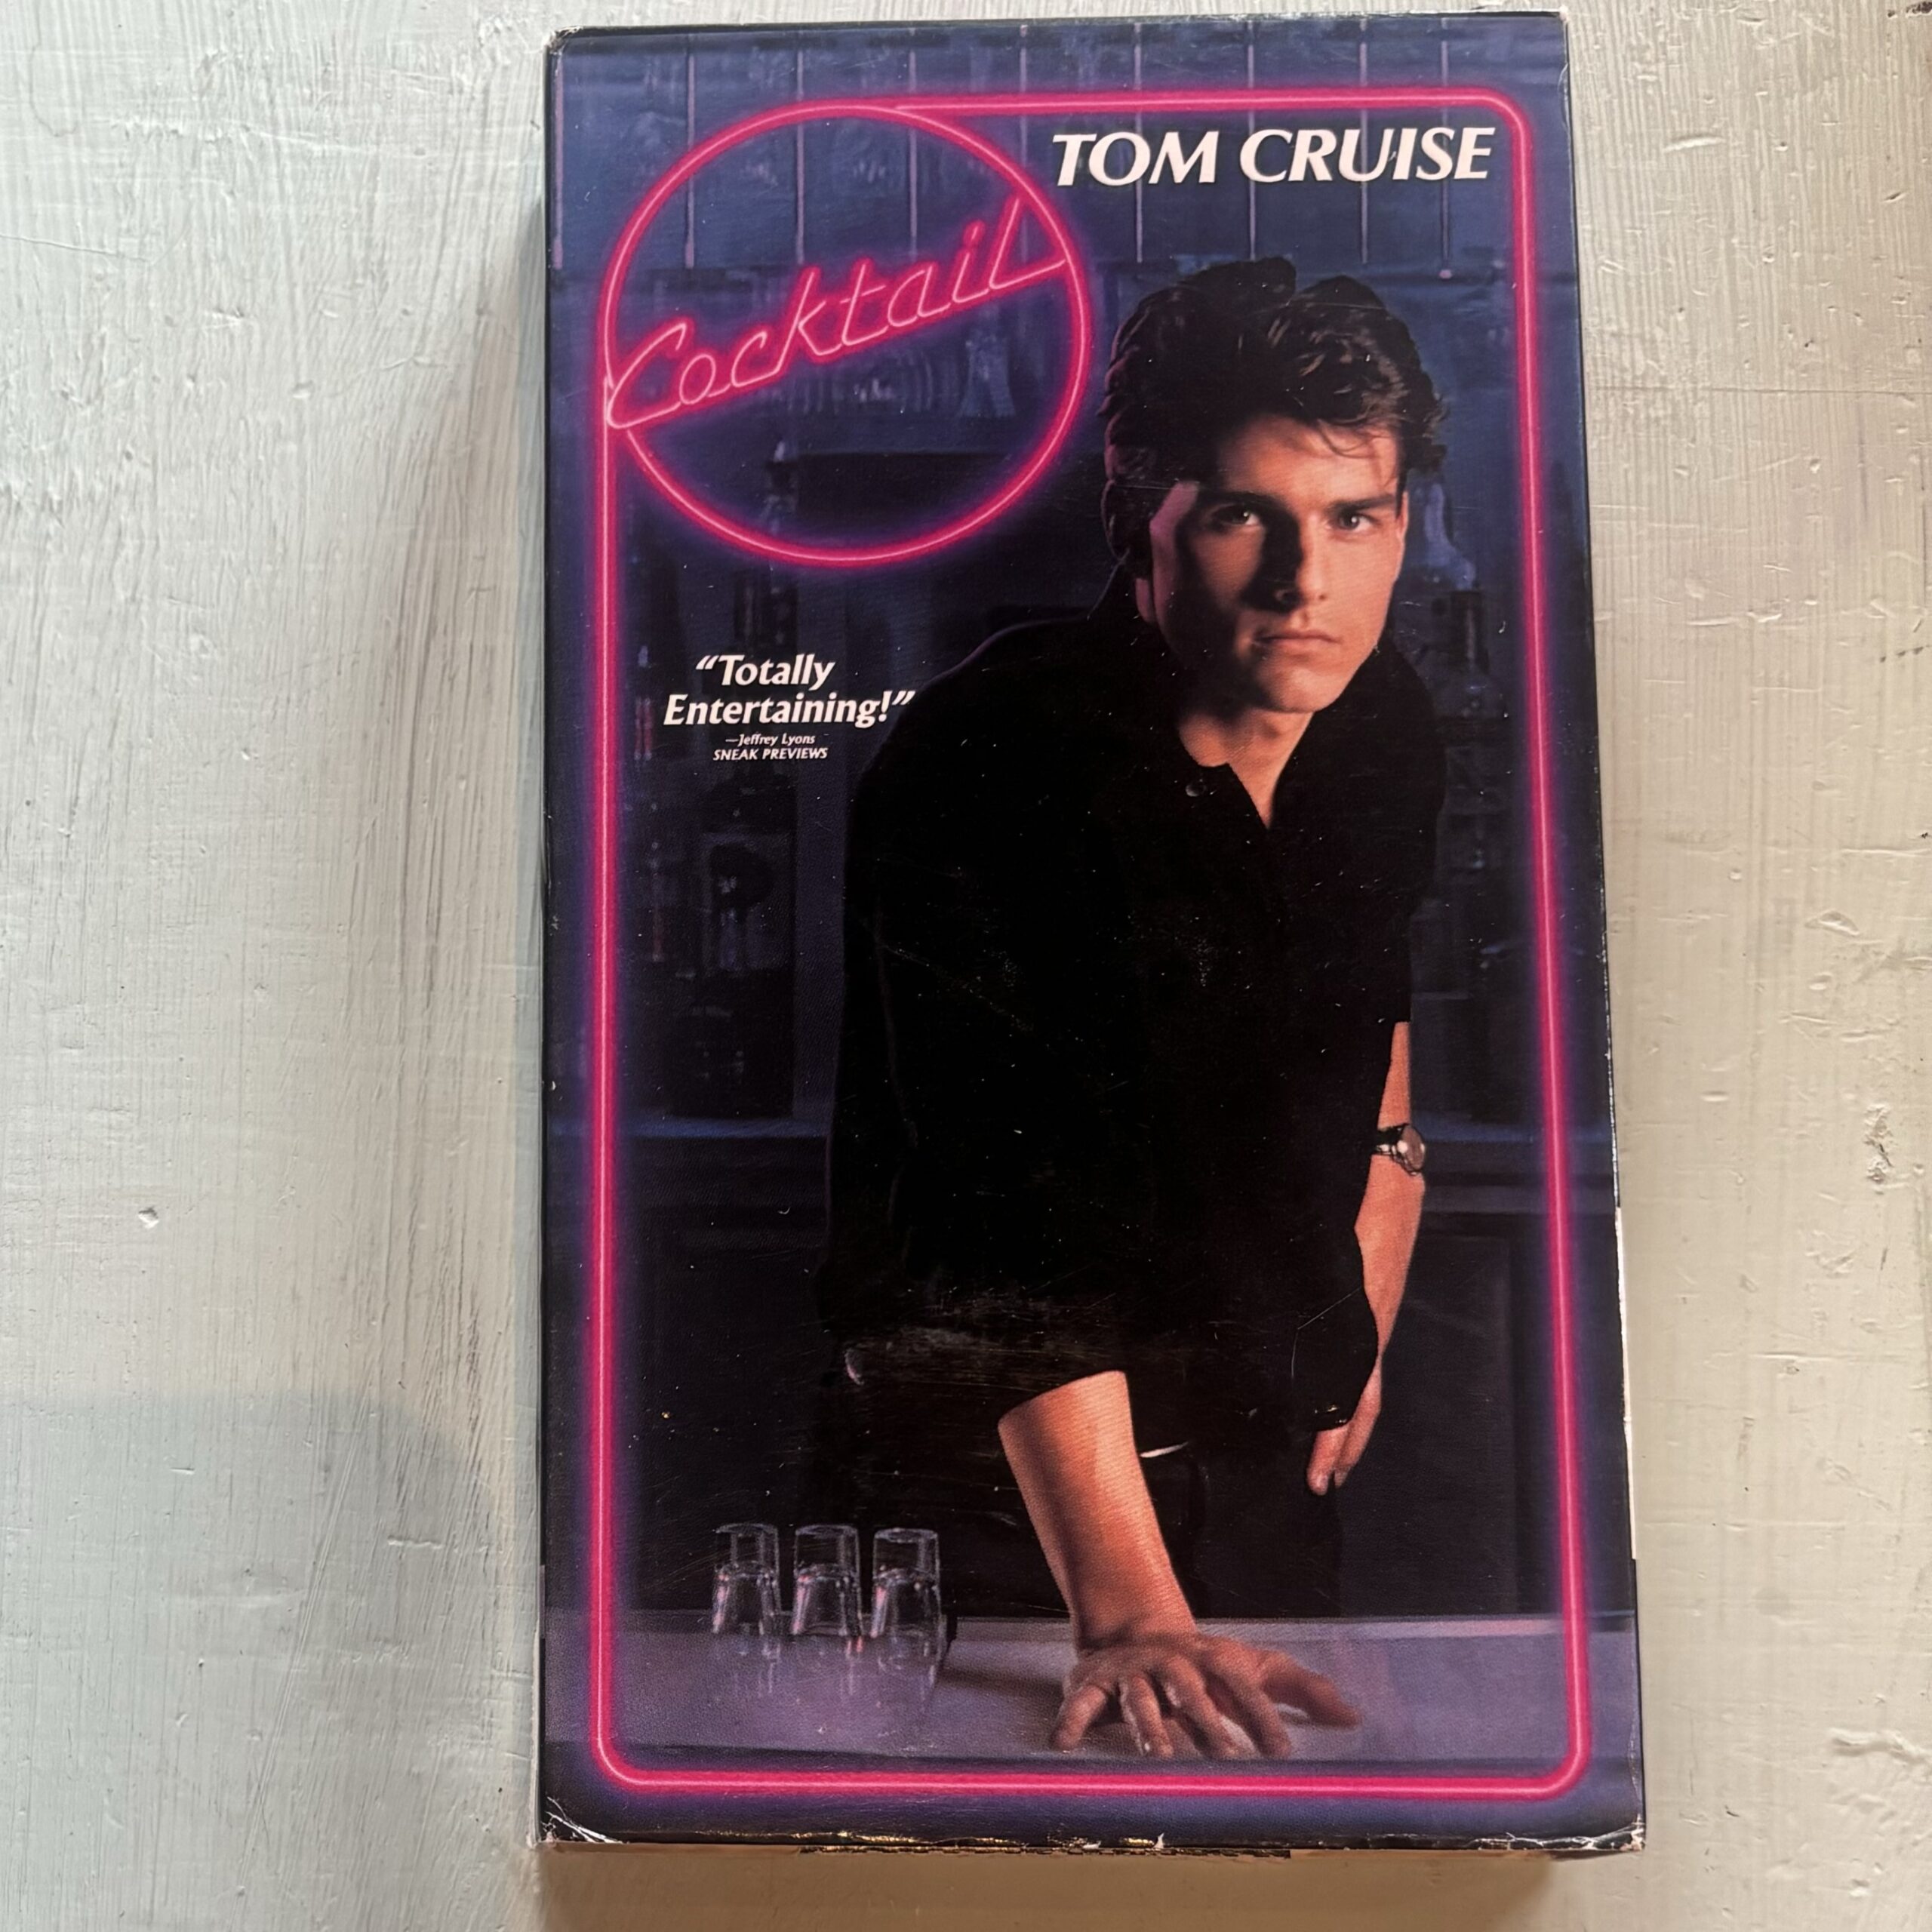 TOM CRUISE
Cocktail
“Totally
Entertaining!”
—Jeffrey Lyons
SNEAK PREVIEWS